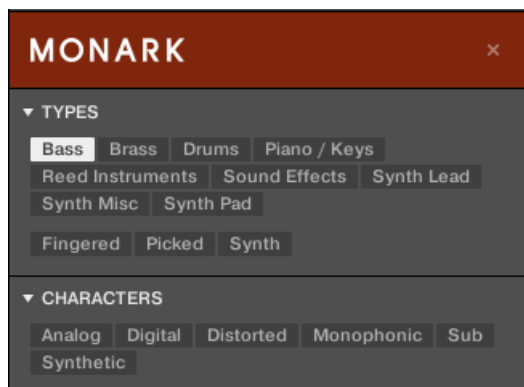 MONARK ×
TYPES
Bass Brass Drums Piano / Keys
Reed Instruments Sound Effects Synth Lead
Synth Misc Synth Pad
Fingered Picked Synth
CHARACTERS
Analog Digital Distorted Monophonic Sub
Synthetic